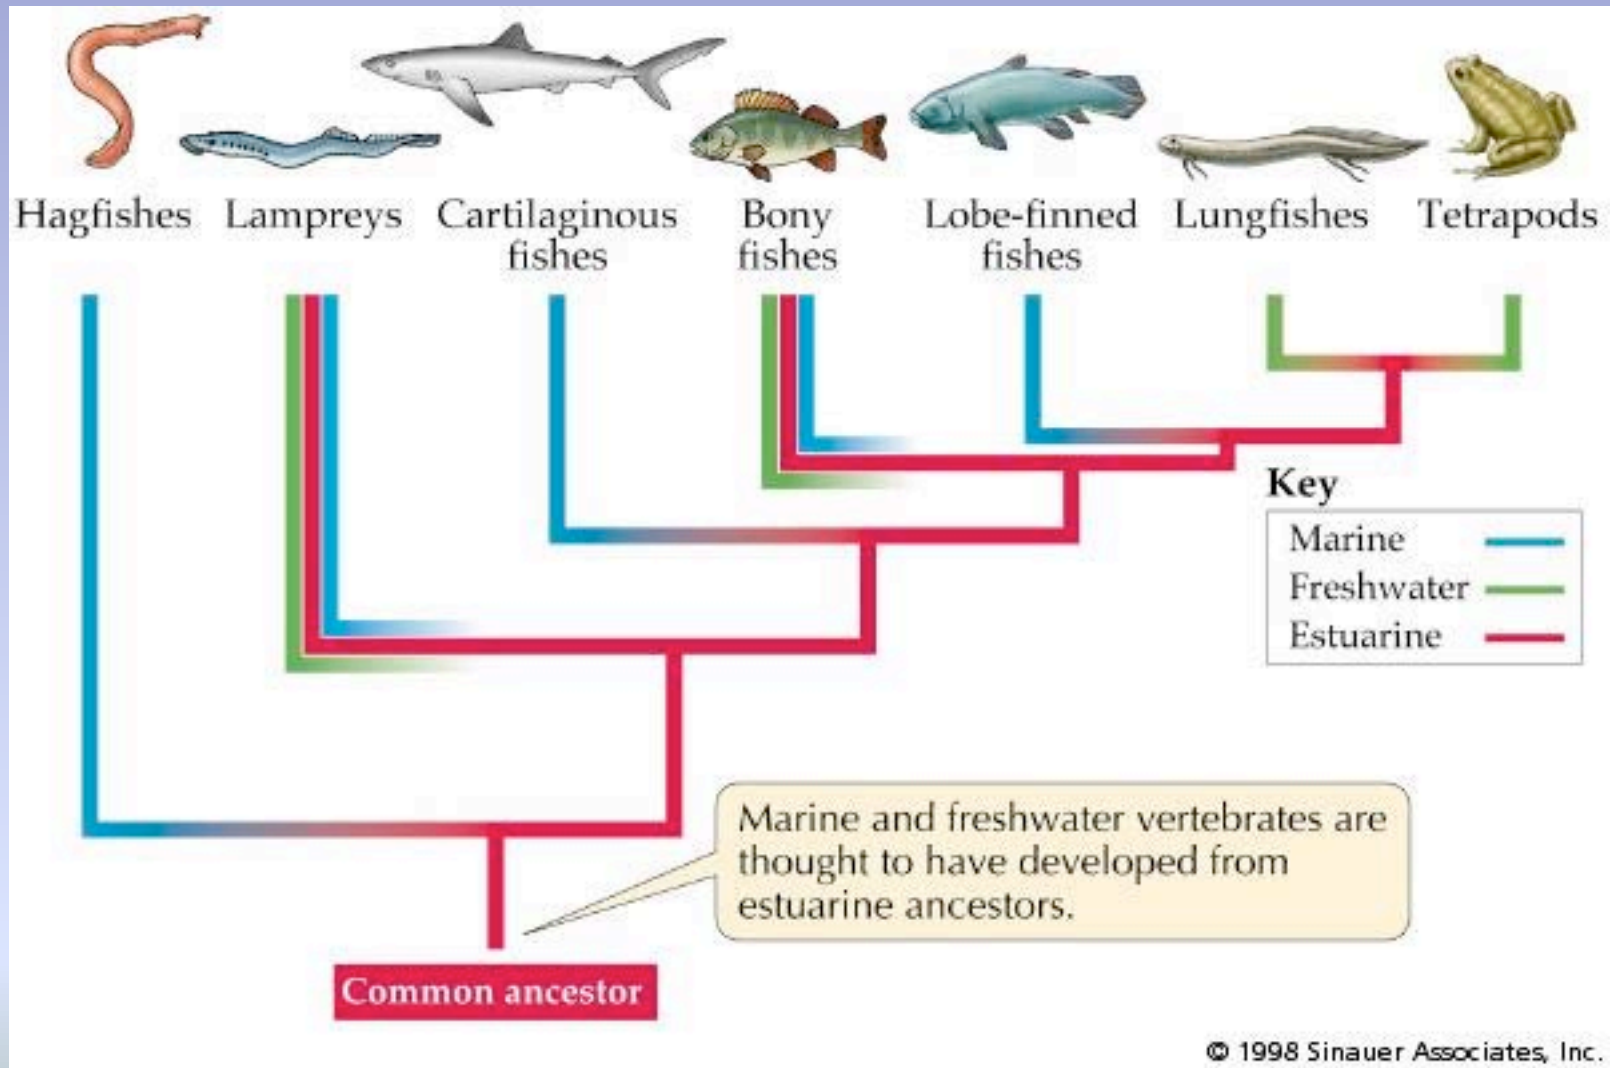 Hagfishes
Lampreys
Cartilaginous
fishes
Bony
fishes
Lobe-finned
fishes
Lungfishes
Tetrapods
Key
Marine
Freshwater
Estuarine
Marine and freshwater vertebrates are
thought to have developed from
estuarine ancestors.
Common ancestor
© 1998 Sinauer Associates, Inc.